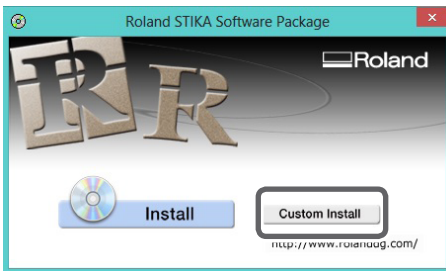 Roland STIKA Software Package
Roland
Install
Custom Install
http://www.rolanddg.com/